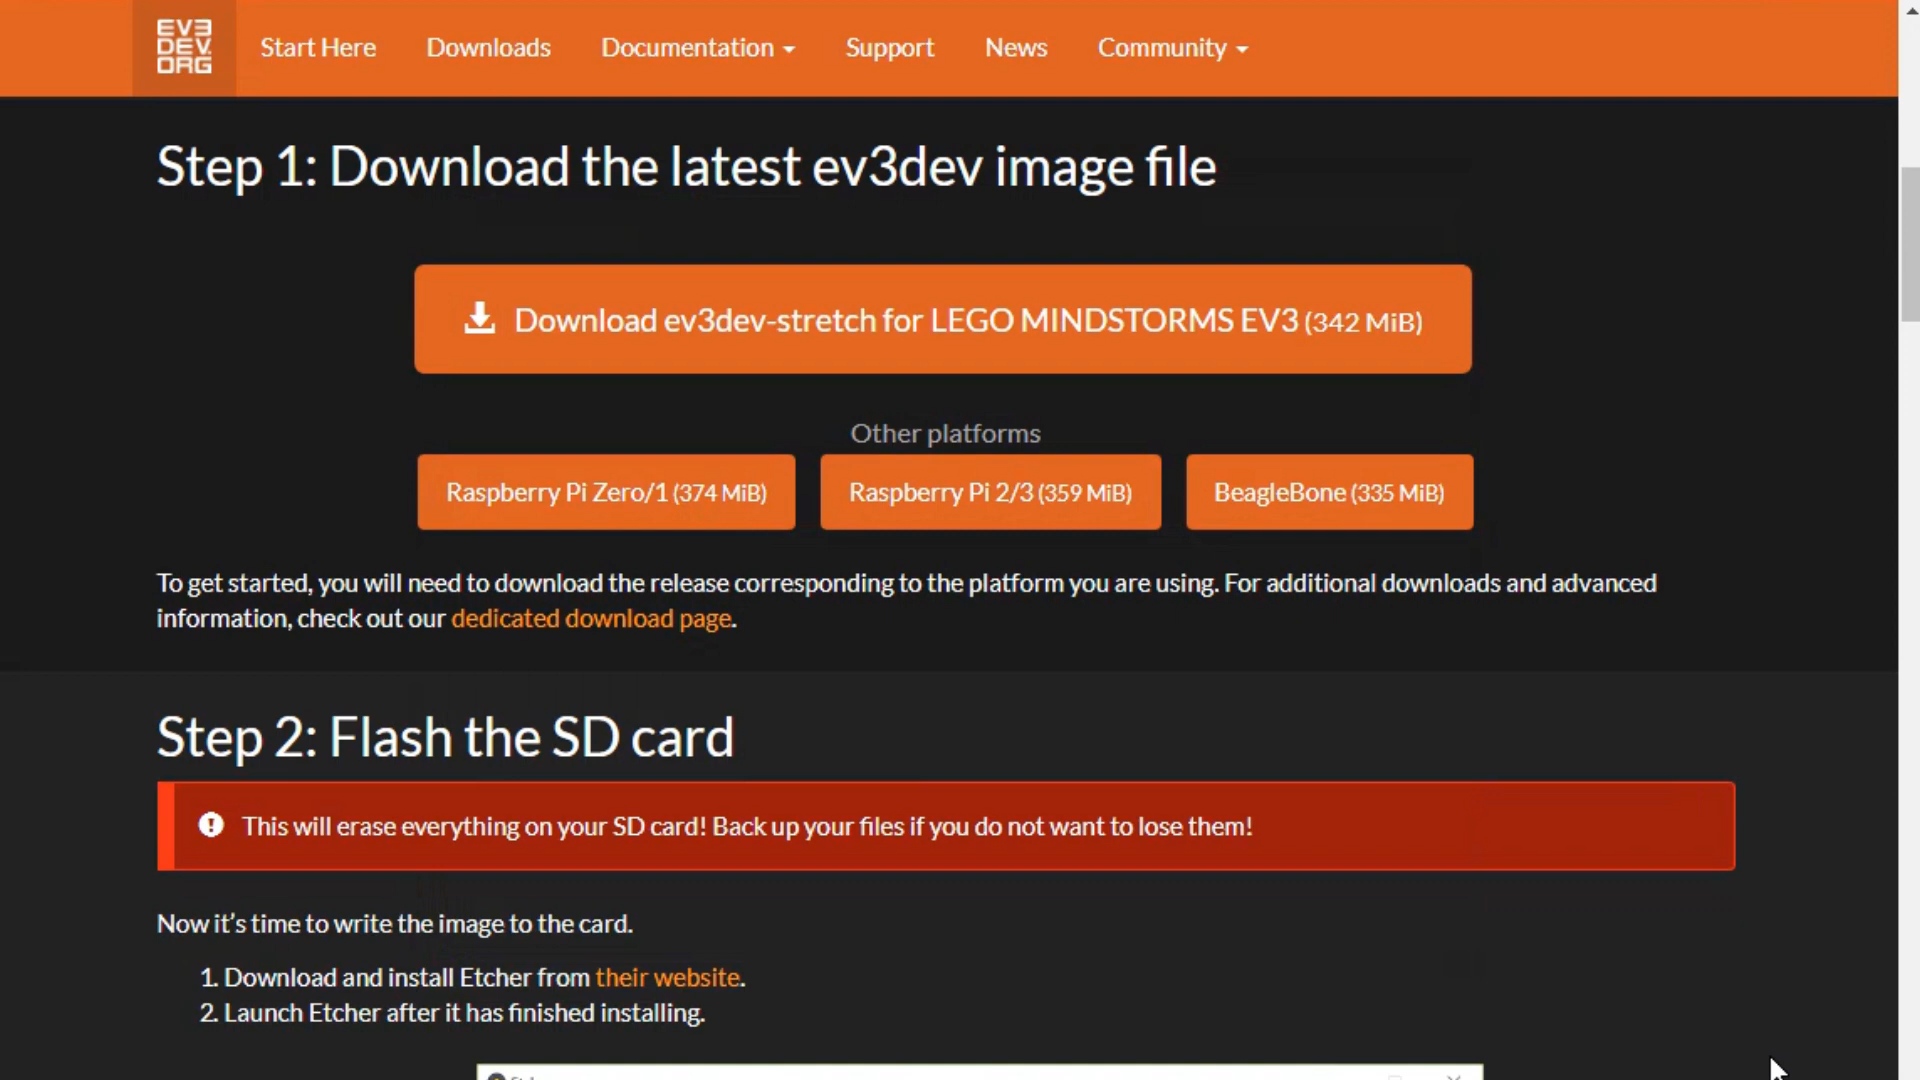 EV3
DEV.
ORG
Start Here
Downloads
Documentation
Support
News
Community
Step 1: Download the latest ev3dev image file
Download ev3dev-stretch for LEGO MINDSTORMS EV3 (342 MiB)
Other platforms
Raspberry Pi Zero/1 (374 MiB)
Raspberry Pi 2/3 (359 MiB)
BeagleBone (335 MiB)
To get started, you will need to download the release corresponding to the platform you are using. For additional downloads and advanced
information, check out our dedicated download page.
Step 2: Flash the SD card
This will erase everything on your SD card! Back up your files if you do not want to lose them!
Now it’s time to write the image to the card.
1. Download and install Etcher from their website.
2. Launch Etcher after it has finished installing.